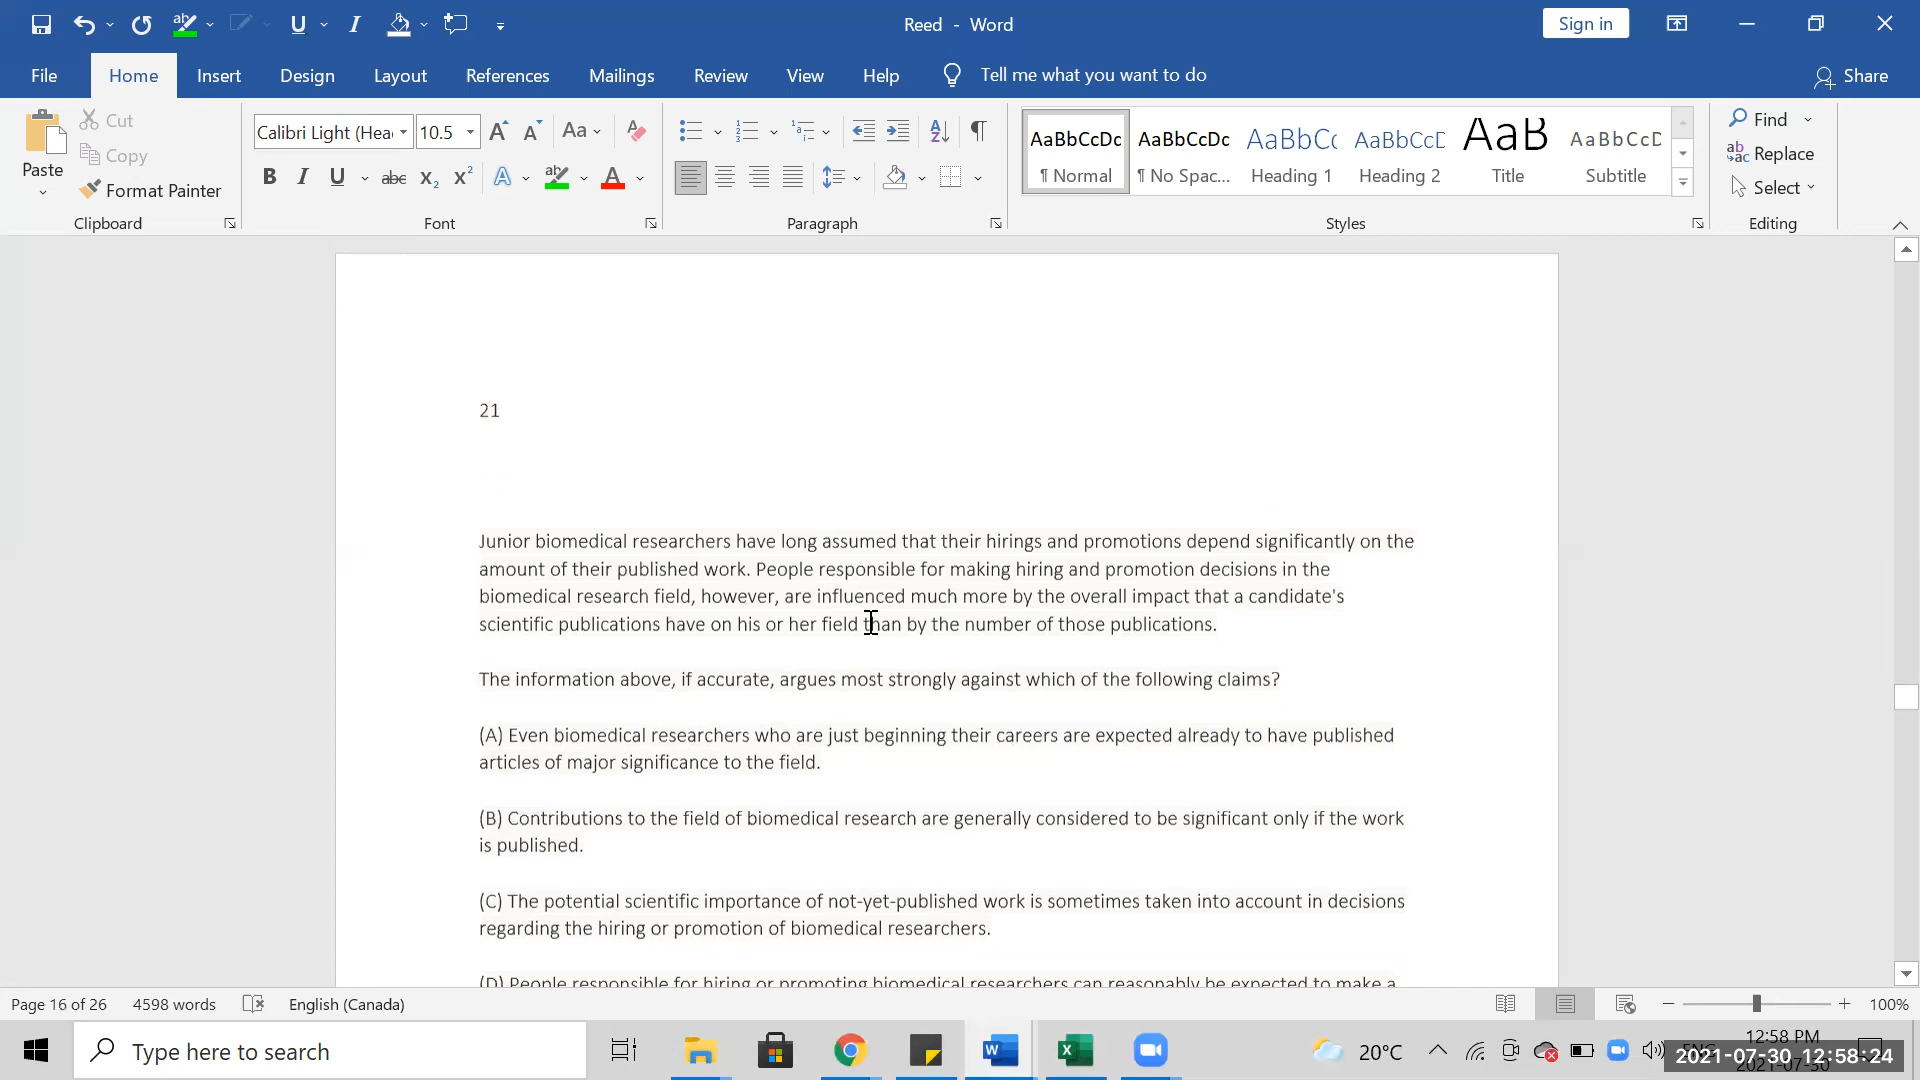 Reed - Word
Sign in
File Home Insert Design Layout References Mailings Review View Help Tell me what you want to do Share
Paste
Cut
Copy
Format Painter
Clipboard
Calibri Light (Hea 10.5
Font
Paragraph
AaBbCcDc ¶ Normal
AaBbCcDc ¶ No Spac...
AaBbCc Heading 1
AaBbCcD Heading 2
AaB Title
AaBbCcD Subtitle
Styles
Find
Replace
Select
Editing
21
Junior biomedical researchers have long assumed that their hirings and promotions depend significantly on the
amount of their published work. People responsible for making hiring and promotion decisions in the
biomedical research field, however, are influenced much more by the overall impact that a candidate's
scientific publications have on his or her field than by the number of those publications.
The information above, if accurate, argues most strongly against which of the following claims?
(A) Even biomedical researchers who are just beginning their careers are expected already to have published
articles of major significance to the field.
(B) Contributions to the field of biomedical research are generally considered to be significant only if the work
is published.
(C) The potential scientific importance of not-yet-published work is sometimes taken into account in decisions
regarding the hiring or promotion of biomedical researchers.
(D) People responsible for hiring or promoting biomedical researchers can reasonably be expected to make a
Page 16 of 26 4598 words English (Canada) 100%
Type here to search
20°C
12:58 PM
2021-07-30 12:58:24